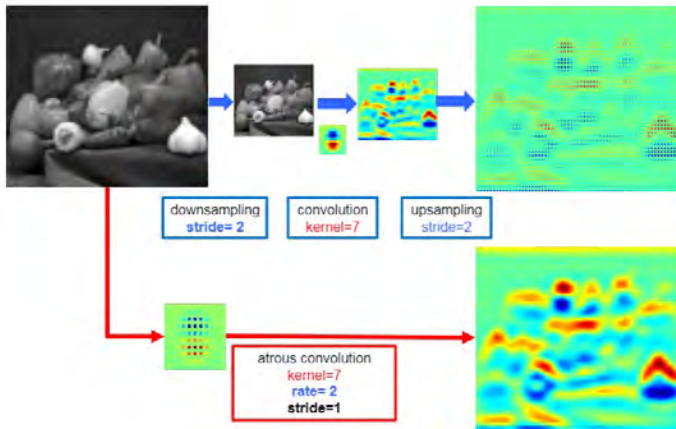 downsampling
stride= 2
convolution
kernel=7
upsampling
stride=2
atrous convolution
kernel=7
rate= 2
stride=1